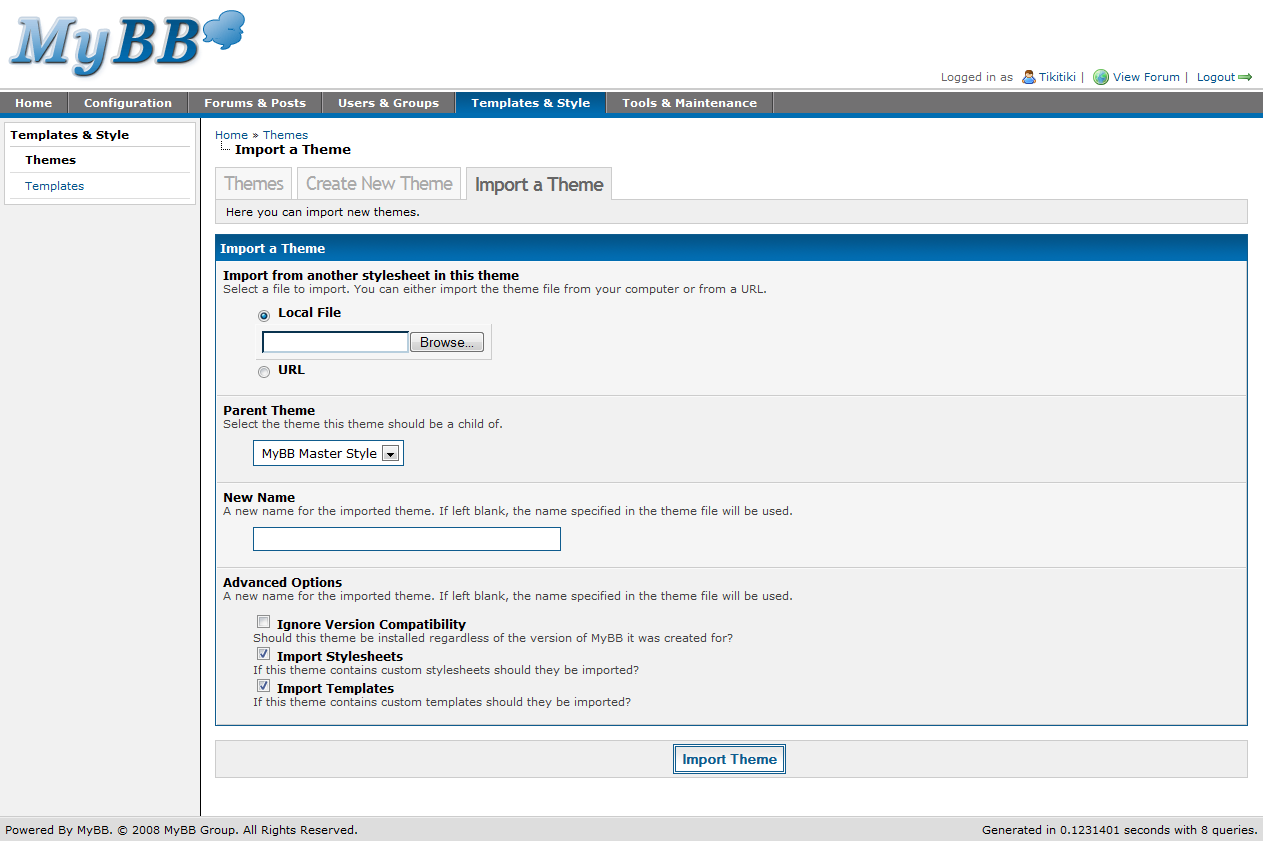 MyBB
Logged in as Tikitiki | View Forum | Logout
Home Configuration Forums & Posts Users & Groups Templates & Style Tools & Maintenance
Templates & Style
Themes
Templates
Home » Themes
Import a Theme
Themes Create New Theme Import a Theme
Here you can import new themes.
Import a Theme
Import from another stylesheet in this theme
Select a file to import. You can either import the theme file from your computer or from a URL.
Local File
Browse...
URL
Parent Theme
Select the theme this theme should be a child of.
MyBB Master Style
New Name
A new name for the imported theme. If left blank, the name specified in the theme file will be used.
Advanced Options
A new name for the imported theme. If left blank, the name specified in the theme file will be used.
Ignore Version Compatibility
Should this theme be installed regardless of the version of MyBB it was created for?
Import Stylesheets
If this theme contains custom stylesheets should they be imported?
Import Templates
If this theme contains custom templates should they be imported?
Import Theme
Powered By MyBB. © 2008 MyBB Group. All Rights Reserved. Generated in 0.1231401 seconds with 8 queries.